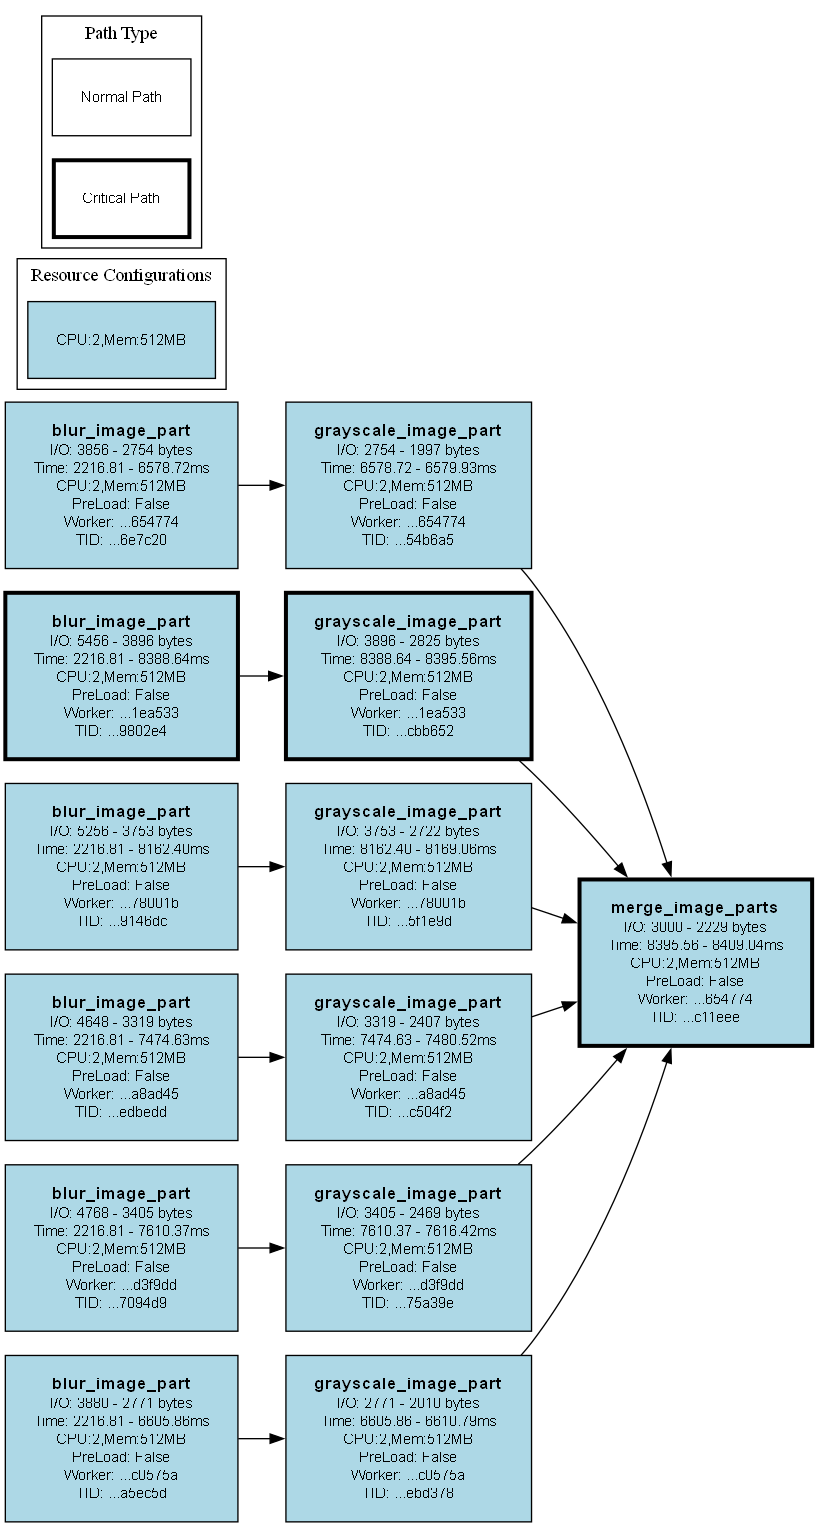 Path Type
Normal Path
Critical Path
Resource Configurations
CPU:2,Mem:512MB
blur_image_part
I/O: 3856 - 2754 bytes
Time: 2216.81 - 6578.72ms
CPU:2,Mem:512MB
PreLoad: False
Worker: ...654774
TID: ...6e7c20
grayscale_image_part
I/O: 2754 - 1997 bytes
Time: 6578.72 - 6579.93ms
CPU:2,Mem:512MB
PreLoad: False
Worker: ...654774
TID: ...54b6a5
blur_image_part
I/O: 5456 - 3896 bytes
Time: 2216.81 - 8388.64ms
CPU:2,Mem:512MB
PreLoad: False
Worker: ...1ea533
TID: ...9802e4
grayscale_image_part
I/O: 3896 - 2825 bytes
Time: 8388.64 - 8395.56ms
CPU:2,Mem:512MB
PreLoad: False
Worker: ...1ea533
TID: ...cbb652
blur_image_part
I/O: 5256 - 3753 bytes
Time: 2216.81 - 8162.40ms
CPU:2,Mem:512MB
PreLoad: False
Worker: ...78001b
TID: ...9146dc
grayscale_image_part
I/O: 3753 - 2722 bytes
Time: 8162.40 - 8169.06ms
CPU:2,Mem:512MB
PreLoad: False
Worker: ...78001b
TID: ...5f1e9d
merge_image_parts
I/O: 3000 - 2229 bytes
Time: 8395.56 - 8409.04ms
CPU:2,Mem:512MB
PreLoad: False
Worker: ...654774
TID: ...c11eee
blur_image_part
I/O: 4648 - 3319 bytes
Time: 2216.81 - 7474.63ms
CPU:2,Mem:512MB
PreLoad: False
Worker: ...a8ad45
TID: ...edbedd
grayscale_image_part
I/O: 3319 - 2407 bytes
Time: 7474.63 - 7480.52ms
CPU:2,Mem:512MB
PreLoad: False
Worker: ...a8ad45
TID: ...c504f2
blur_image_part
I/O: 4768 - 3405 bytes
Time: 2216.81 - 7610.37ms
CPU:2,Mem:512MB
PreLoad: False
Worker: ...d3f9dd
TID: ...7094d9
grayscale_image_part
I/O: 3405 - 2469 bytes
Time: 7610.37 - 7616.42ms
CPU:2,Mem:512MB
PreLoad: False
Worker: ...d3f9dd
TID: ...75a39e
blur_image_part
I/O: 3880 - 2771 bytes
Time: 2216.81 - 6605.86ms
CPU:2,Mem:512MB
PreLoad: False
Worker: ...c0575a
TID: ...a5ec5d
grayscale_image_part
I/O: 2771 - 2010 bytes
Time: 6605.86 - 6610.79ms
CPU:2,Mem:512MB
PreLoad: False
Worker: ...c0575a
TID: ...ebd378